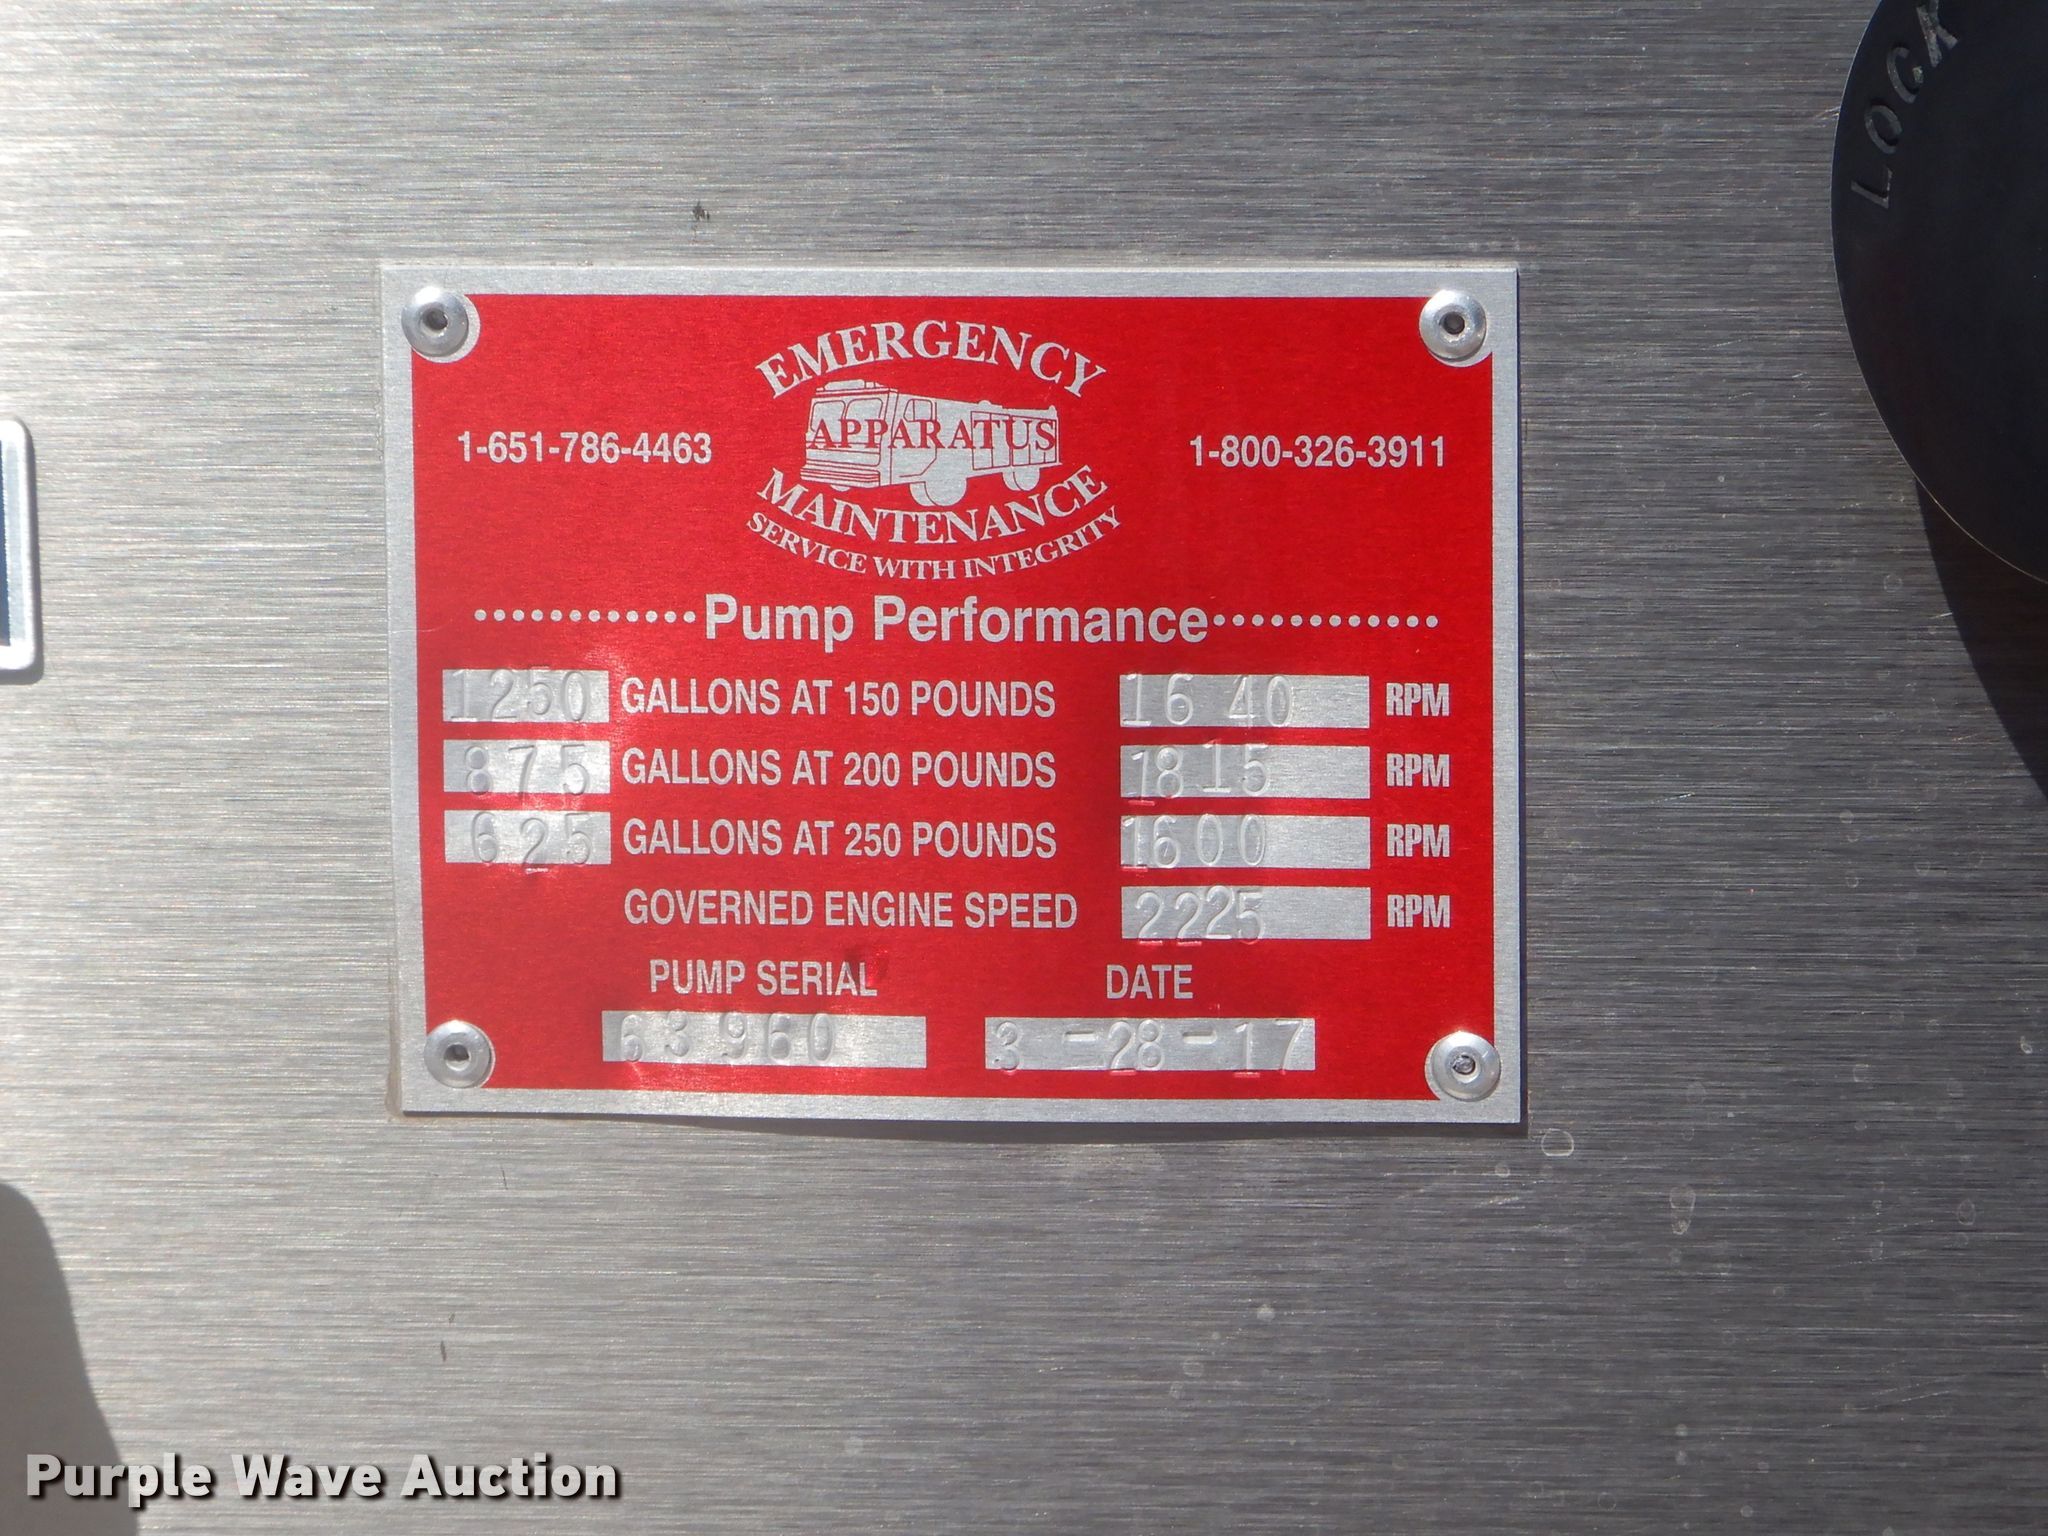 LOCK
EMERGENCY
APPARATUS
MAINTENANCE
SERVICE WITH INTEGRITY
1-651-786-4463
1-800-326-3911
Pump Performance
1250 GALLONS AT 150 POUNDS 1640 RPM
875 GALLONS AT 200 POUNDS 1815 RPM
625 GALLONS AT 250 POUNDS 1600 RPM
GOVERNED ENGINE SPEED 2225 RPM
PUMP SERIAL DATE
63960 3-28-17
Purple Wave Auction